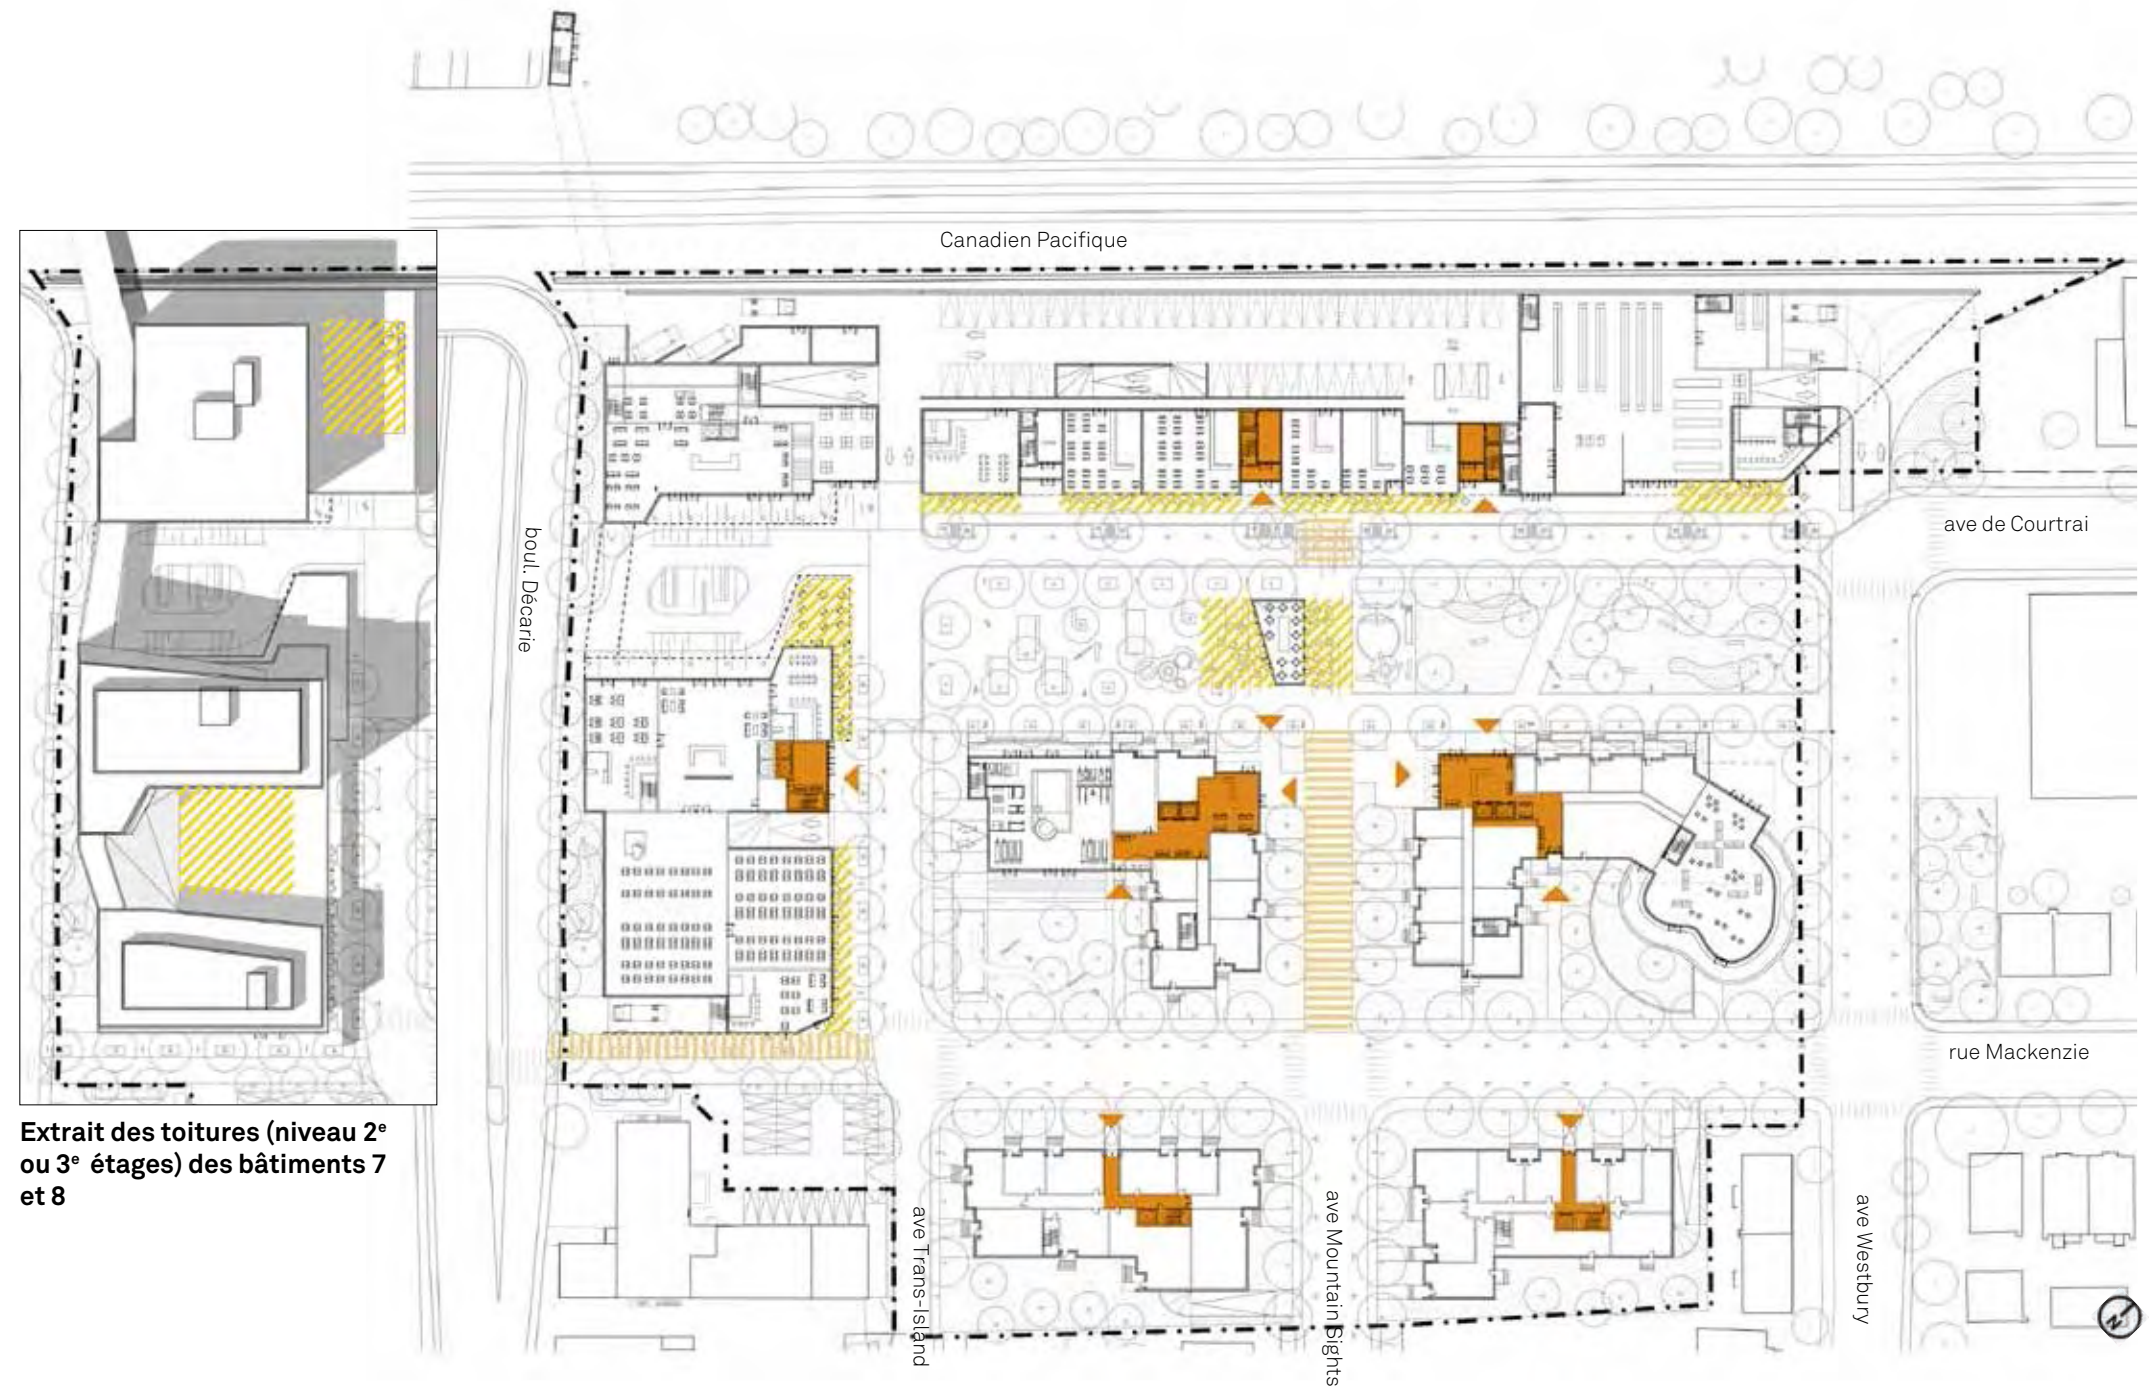 Canadien Pacifique
boul. Décarie
ave de Courtrai
rue Mackenzie
Extrait des toitures (niveau 2e
ou 3e étages) des bâtiments 7
et 8
ave Trans-Island
ave Mountain Sights
ave Westbury
N